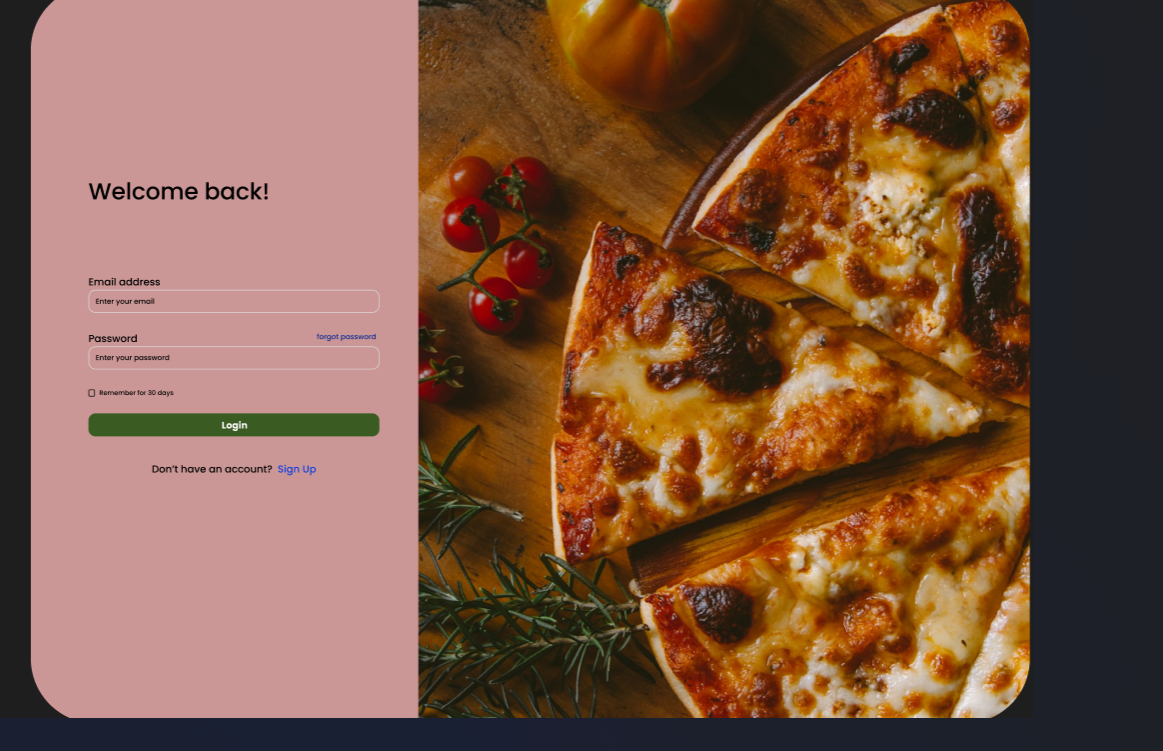 Welcome back!
Email address
Enter your email
Password
forgot password
Enter your password
Remember for 30 days
Login
Don't have an account? Sign Up